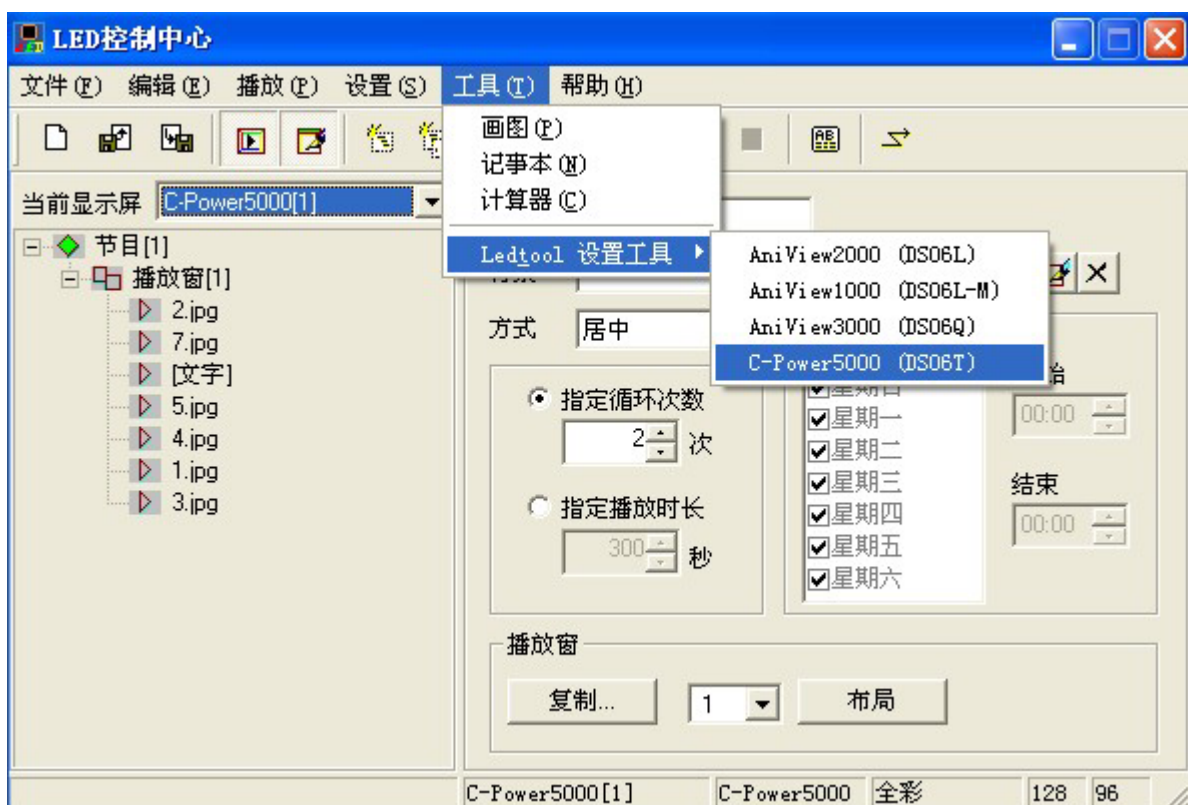 LED控制中心
文件(F) 编辑(E) 播放(P) 设置(S) 工具(T) 帮助(H)
画图(P)
记事本(N)
计算器(C)
Ledtool 设置工具
AniView2000 (DS06L)
AniView1000 (DS06L-M)
AniView3000 (DS06Q)
C-Power5000 (DS06T)
当前显示屏 C-Power5000[1]
节目[1]
播放窗[1]
2.jpg
7.jpg
[文字]
5.jpg
4.jpg
1.jpg
3.jpg
方式 居中
指定循环次数
2 次
指定播放时长
300 秒
星期日
星期一
星期二
星期三
星期四
星期五
星期六
00:00
结束
00:00
播放窗
复制... 1 布局
C-Power5000[1] C-Power5000 全彩 128 96